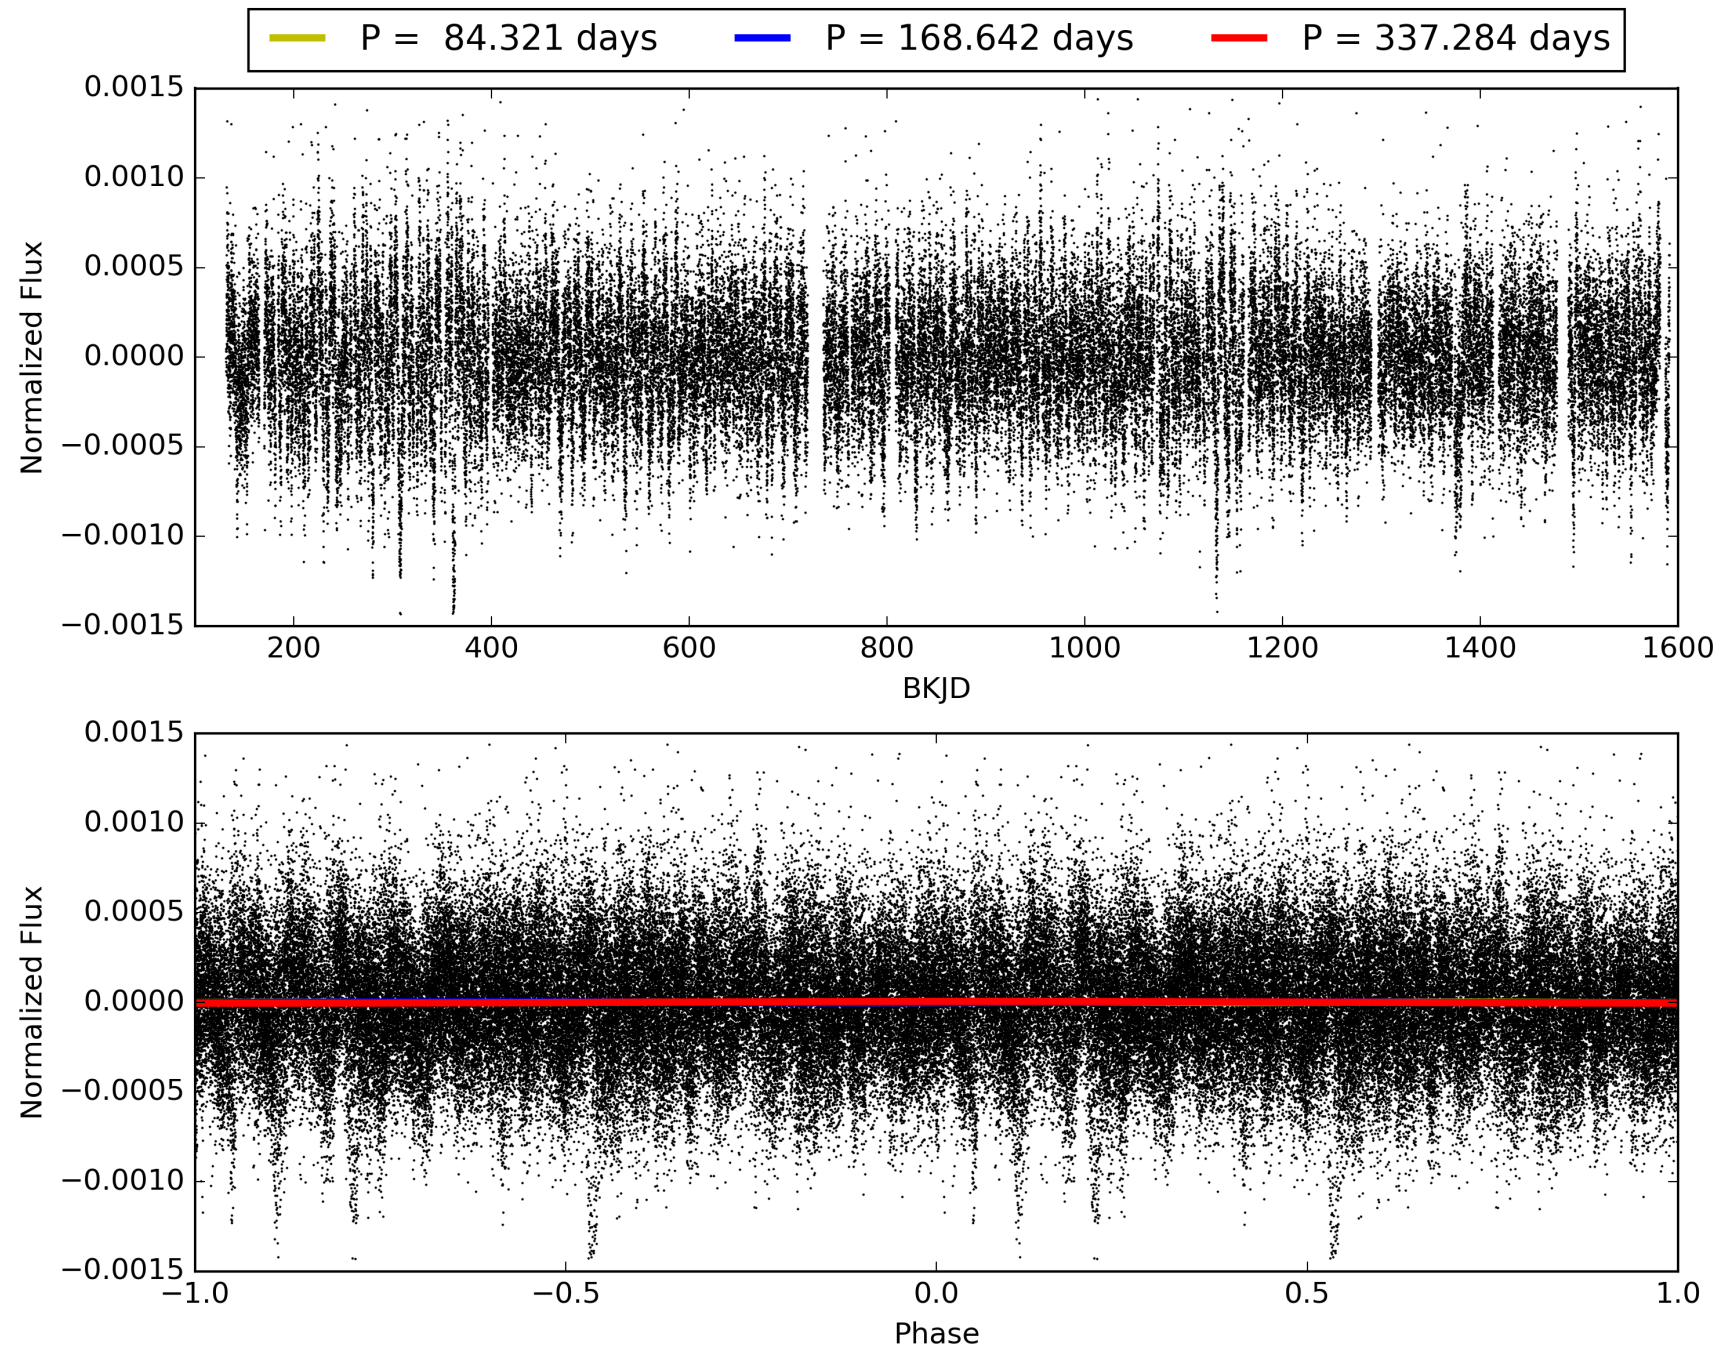 P =  84.321 days P = 168.642 days P = 337.284 days
0.0015
0.0010
0.0005
0.0000
−0.0005
−0.0010
−0.0015
Normalized Flux
200 400 600 800 1000 1200 1400 1600
BKJD
0.0015
0.0010
0.0005
0.0000
−0.0005
−0.0010
−0.0015
Normalized Flux
−1.0 −0.5 0.0 0.5 1.0
Phase